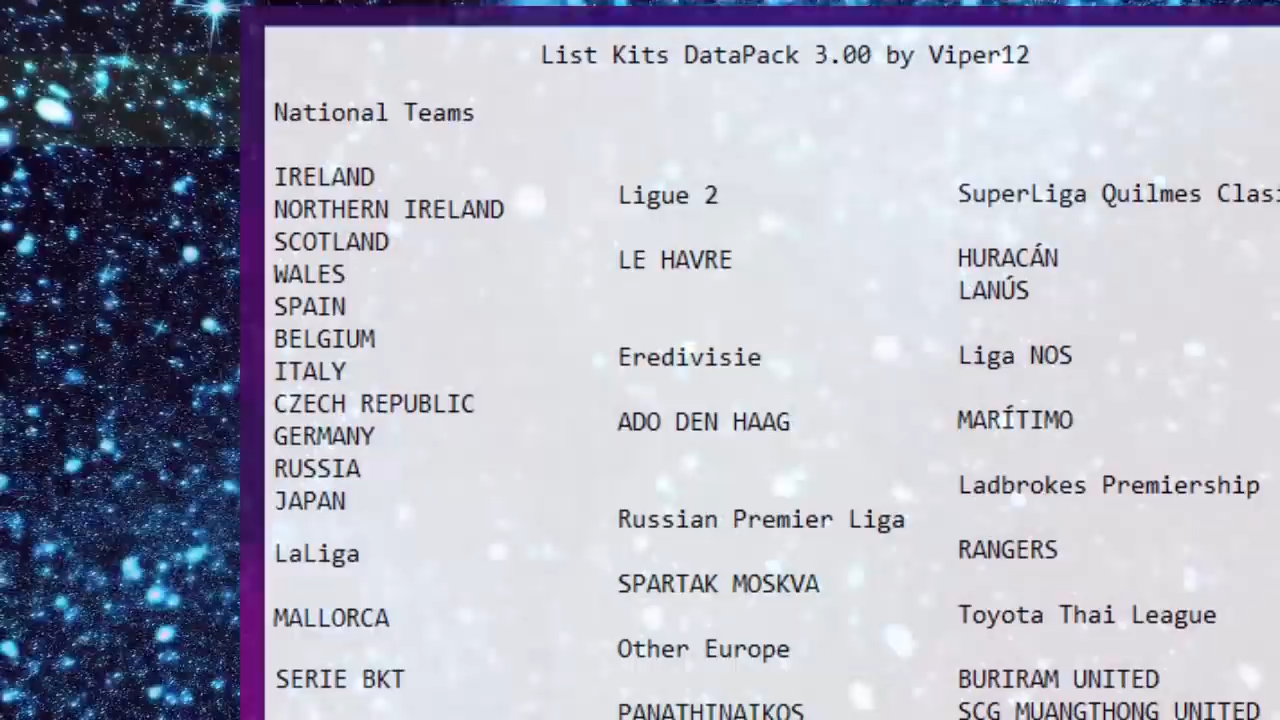 List Kits DataPack 3.00 by Viper12
National Teams
IRELAND
NORTHERN IRELAND
SCOTLAND
WALES
SPAIN
BELGIUM
ITALY
CZECH REPUBLIC
GERMANY
RUSSIA
JAPAN
LaLiga
MALLORCA
SERIE BKT
Ligue 2
LE HAVRE
Eredivisie
ADO DEN HAAG
Russian Premier Liga
SPARTAK MOSKVA
Other Europe
PANATHINAIKOS
SuperLiga Quilmes Clasi
HURACÁN
LANÚS
Liga NOS
MARÍTIMO
Ladbrokes Premiership
RANGERS
Toyota Thai League
BURIRAM UNITED
SCG MUANGTHONG UNITED